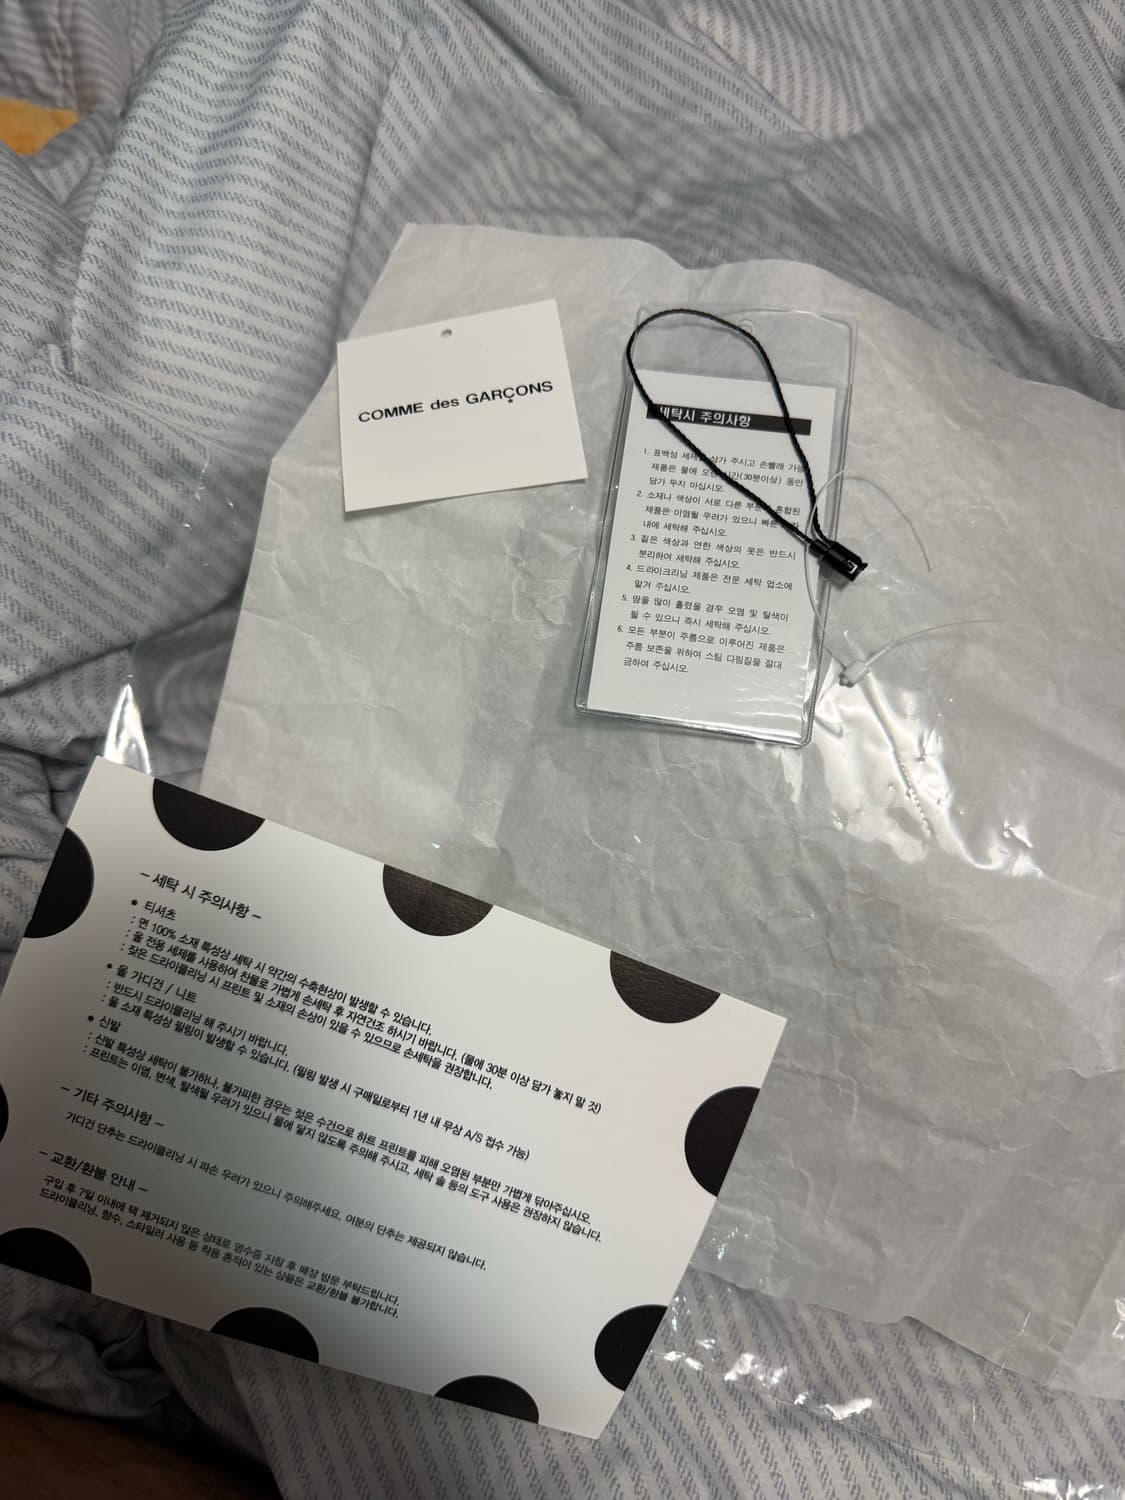 COMME des GARÇONS
세탁시 주의사항
1. 표백성 세제를 삼가 주시고 손빨래 가능
제품은 물에 오랜 시간(30분이상) 동안
담가 두지 마십시오.
2. 소재나 색상이 서로 다른 부분이 혼합된
제품은 이염될 우려가 있으니 빠른
내에 세탁해 주십시오.
3. 짙은 색상과 연한 색상의 옷은 반드시
분리하여 세탁해 주십시오.
4. 드라이크리닝 제품은 전문 세탁 업소에
맡겨 주십시오.
5. 땀을 많이 흘렸을 경우 오염 및 탈색이
될 수 있으니 즉시 세탁해 주십시오.
6. 모든 부분이 주름으로 이루어진 제품은
주름 보존을 위하여 스팀 다림질을 절대
금하여 주십시오.
– 세탁 시 주의사항 –
● 티셔츠
: 면 100% 소재 특성상 세탁 시 약간의 수축현상이 발생할 수 있습니다.
: 울 전용 세제를 사용하여 찬물로 가볍게 손세탁 후 자연건조 하시기 바랍니다. (물에 30분 이상 담가 놓지 말 것)
: 잦은 드라이클리닝 시 프린트 및 소재의 손상이 있을 수 있으므로 손세탁을 권장합니다.
● 울 가디건 / 니트
: 반드시 드라이클리닝 해 주시기 바랍니다.
: 울 소재 특성상 필링이 발생할 수 있습니다. (필링 발생 시 구매일로부터 1년 내 무상 A/S 접수 가능)
● 신발
: 신발 특성상 세탁이 불가하나, 불가피한 경우는 젖은 수건으로 하트 프린트를 피해 오염된 부분만 가볍게 닦아주십시오.
: 프린트는 이염, 변색, 탈색될 우려가 있으니 물에 닿지 않도록 주의해 주시고, 세탁 솔 등의 도구 사용은 권장하지 않습니다.
– 기타 주의사항 –
가디건 단추는 드라이클리닝 시 파손 우려가 있으니 주의해주세요. 여분의 단추는 제공되지 않습니다.
– 교환/환불 안내 –
구입 후 7일 이내에 택 제거되지 않은 상태로 영수증 지참 후 매장 방문 부탁드립니다.
드라이클리닝, 향수, 스타일러 사용 등 착용 흔적이 있는 상품은 교환/환불 불가합니다.